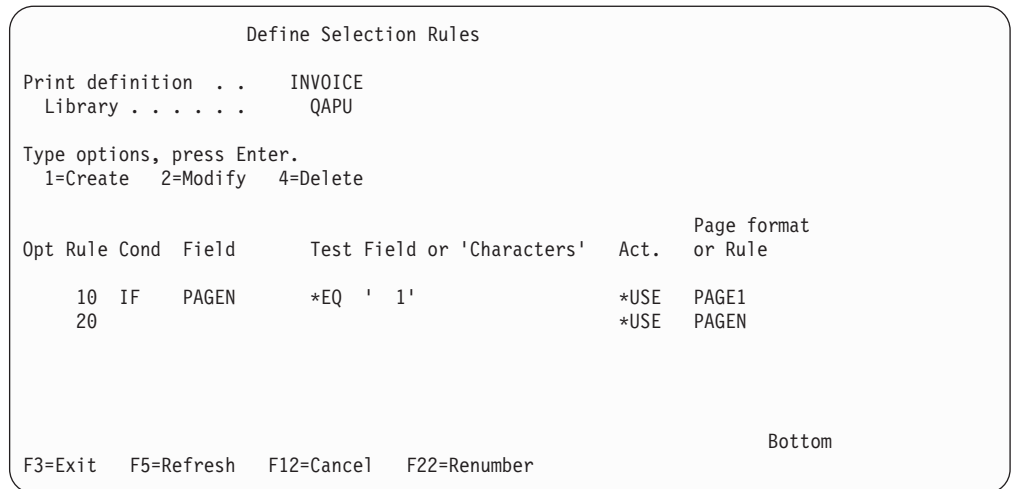 Define Selection Rules
Print definition . . INVOICE
Library . . . . . . QAPU
Type options, press Enter.
1=Create 2=Modify 4=Delete
Page format
Opt Rule Cond Field Test Field or 'Characters' Act. or Rule
10 IF PAGEN *EQ ' 1' *USE PAGE1
20 *USE PAGEN
Bottom
F3=Exit F5=Refresh F12=Cancel F22=Renumber